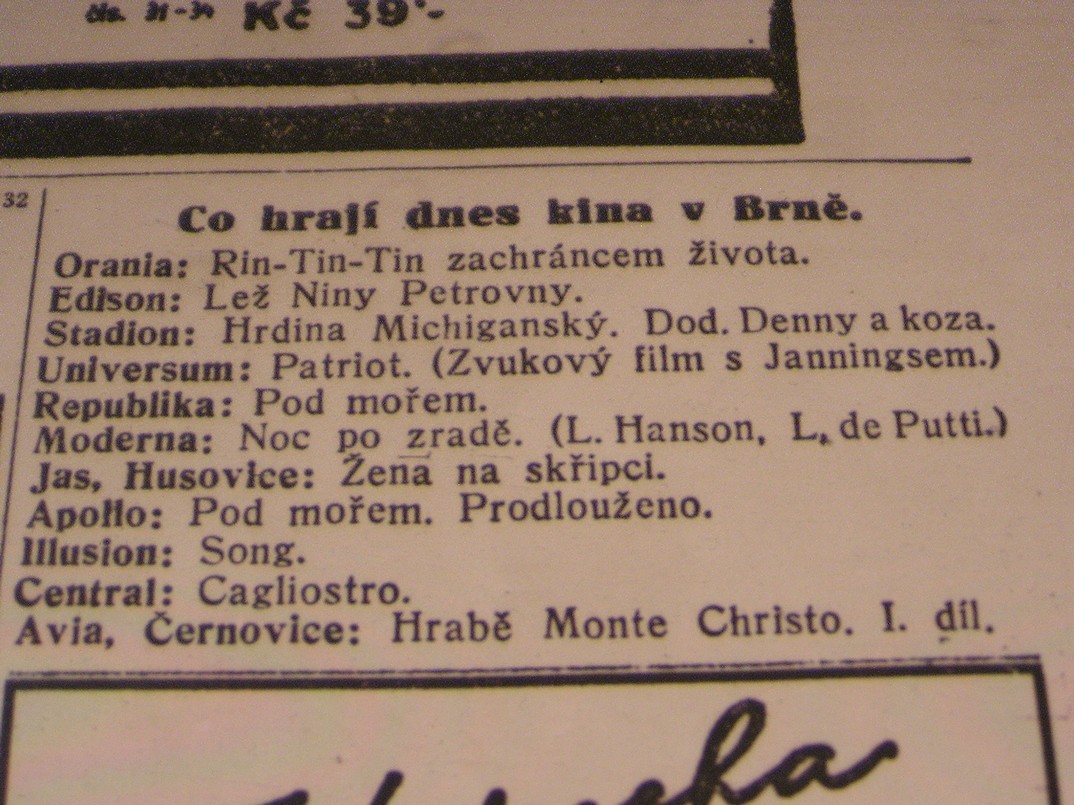 čís. 31-34 Kč 39·-
32
Co hrají dnes kina v Brně.
Orania: Rin-Tin-Tin zachráncem života.
Edison: Lež Niny Petrovny.
Stadion: Hrdina Michiganský. Dod. Denny a koza.
Universum: Patriot. (Zvukový film s Janningsem.)
Republika: Pod mořem.
Moderna: Noc po zradě. (L. Hanson, L. de Putti.)
Jas, Husovice: Žena na skřipci.
Apollo: Pod mořem. Prodlouženo.
Illusion: Song.
Central: Cagliostro.
Avia, Černovice: Hrabě Monte Christo. I. díl.